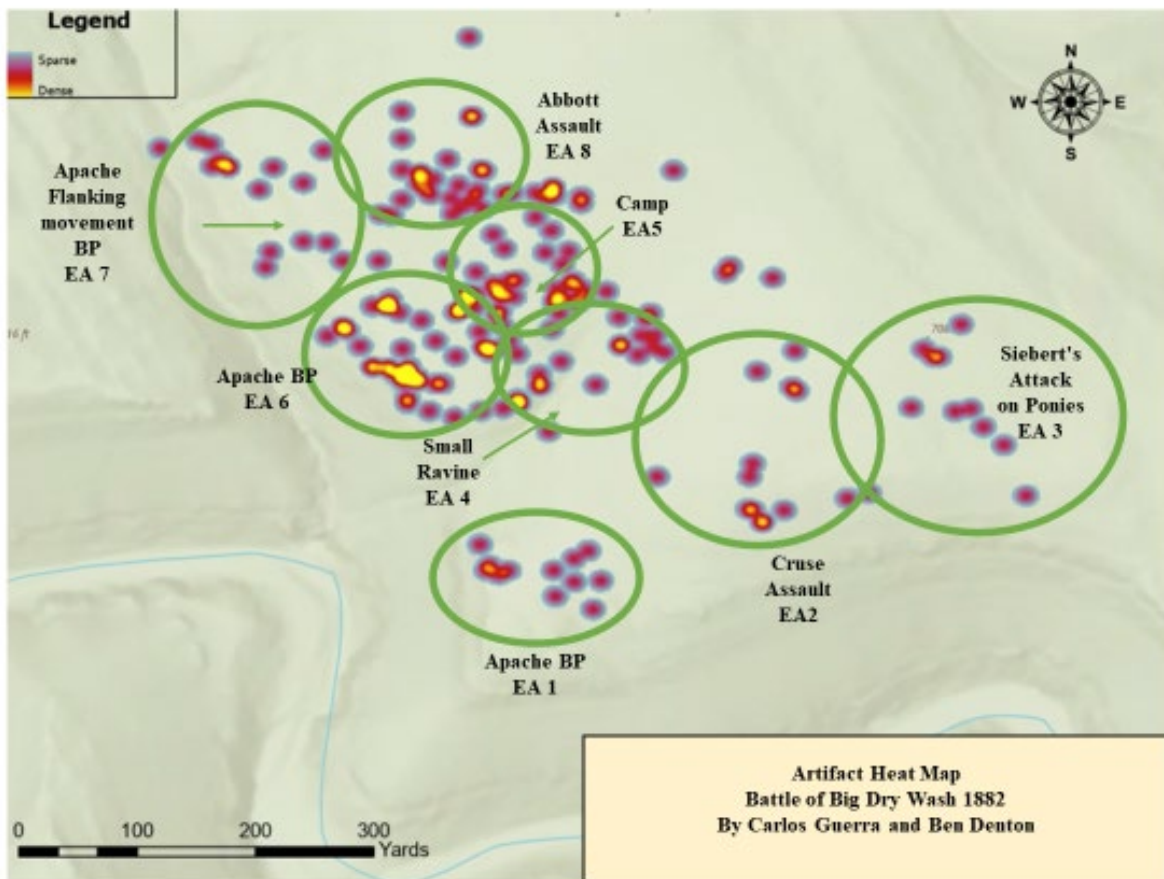 Legend
Sparse
Dense
N
W E
S
Abbott
Assault
EA 8
Apache
Flanking
movement
BP
EA 7
Camp
EA5
Siebert's
Attack
on Ponies
EA 3
Apache BP
EA 6
Small
Ravine
EA 4
Cruse
Assault
EA2
Apache BP
EA 1
Artifact Heat Map
Battle of Big Dry Wash 1882
By Carlos Guerra and Ben Denton
0 100 200 300
Yards